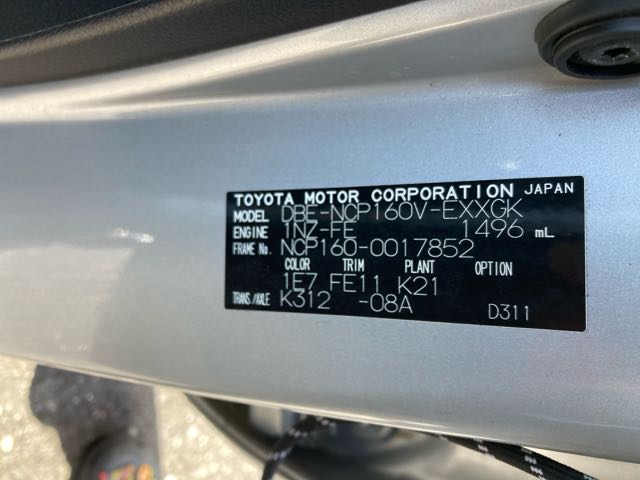 TOYOTA MOTOR CORPORATION JAPAN
MODEL DBE-NCP160V-EXXGK
ENGINE 1NZ-FE 1496 mL
FRAME No. NCP160-0017852
COLOR TRIM PLANT OPTION
1E7 FE11 K21
TRANS./AXLE K312 -08A D311